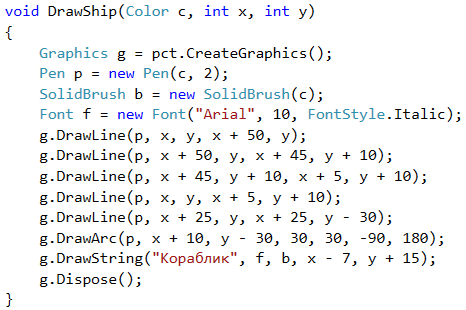 void DrawShip(Color c, int x, int y)
{
    Graphics g = pct.CreateGraphics();
    Pen p = new Pen(c, 2);
    SolidBrush b = new SolidBrush(c);
    Font f = new Font("Arial", 10, FontStyle.Italic);
    g.DrawLine(p, x, y, x + 50, y);
    g.DrawLine(p, x + 50, y, x + 45, y + 10);
    g.DrawLine(p, x + 45, y + 10, x + 5, y + 10);
    g.DrawLine(p, x, y, x + 5, y + 10);
    g.DrawLine(p, x + 25, y, x + 25, y - 30);
    g.DrawArc(p, x + 10, y - 30, 30, 30, -90, 180);
    g.DrawString("Кораблик", f, b, x - 7, y + 15);
    g.Dispose();
}